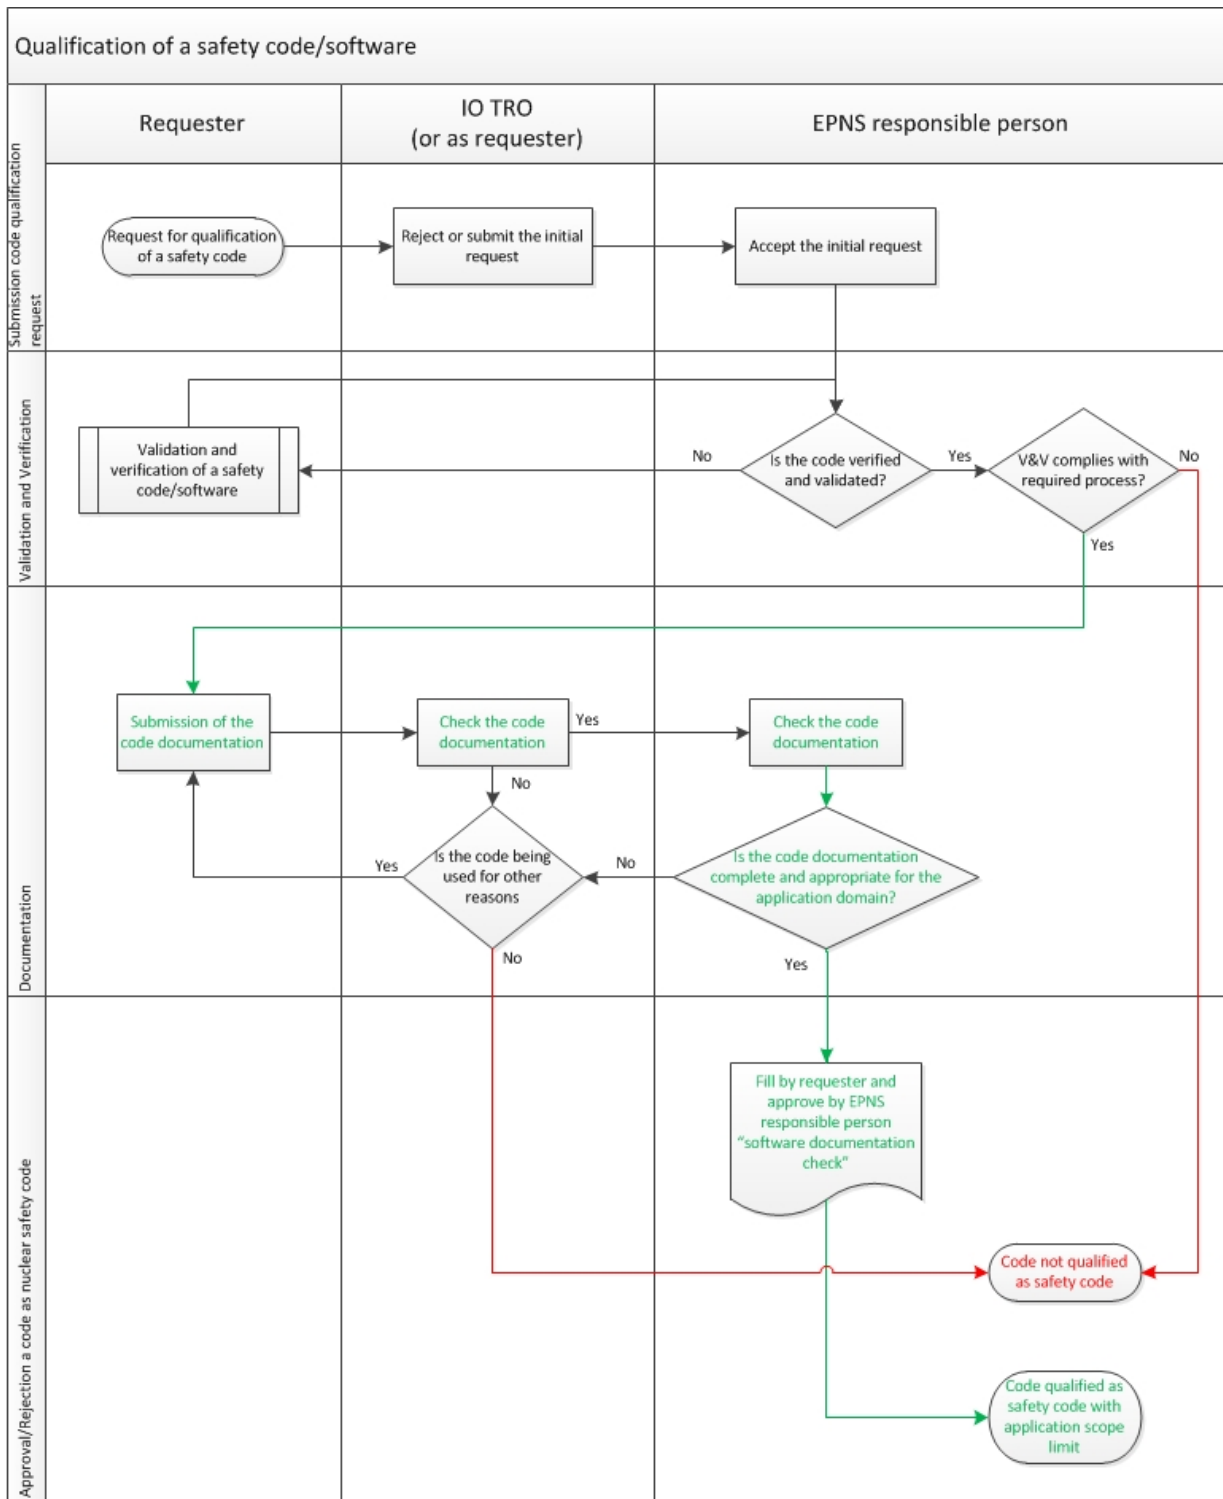 Qualification of a safety code/software
Requester
IO TRO
(or as requester)
EPNS responsible person
Submission code qualification
request
Request for qualification
of a safety code
Reject or submit the initial
request
Accept the initial request
Validation and Verification
Validation and
verification of a safety
code/software
No
Is the code verified
and validated?
Yes
V&V complies with
required process?
No
Yes
Documentation
Submission of the
code documentation
Check the code
documentation
Yes
Check the code
documentation
No
Yes
Is the code being
used for other
reasons
No
Is the code documentation
complete and appropriate for the
application domain?
No
Yes
Approval/Rejection a code as nuclear safety code
Fill by requester and
approve by EPNS
responsible person
“software documentation
check”
Code not qualified
as safety code
Code qualified as
safety code with
application scope
limit